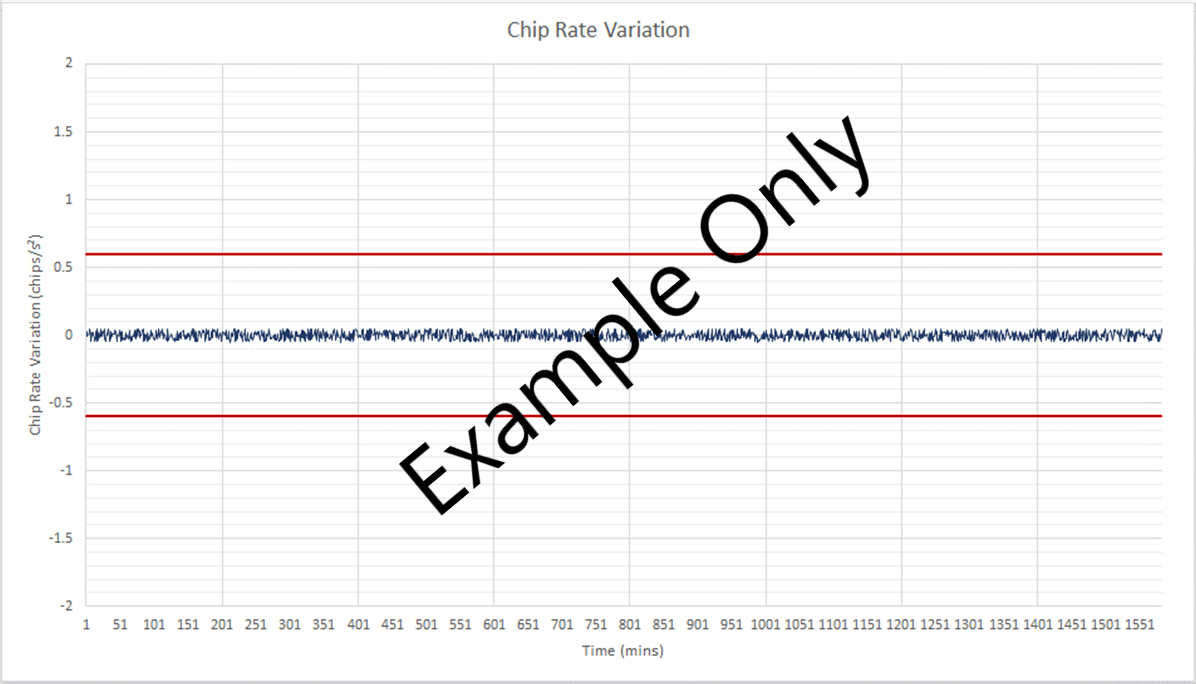 Chip Rate Variation
2
1.5
1
0.5
0
-0.5
-1
-1.5
-2
Chip Rate Variation (chips/s²)
Example Only
1 51 101 151 201 251 301 351 401 451 501 551 601 651 701 751 801 851 901 951 1001 1051 1101 1151 1201 1251 1301 1351 1401 1451 1501 1551
Time (mins)